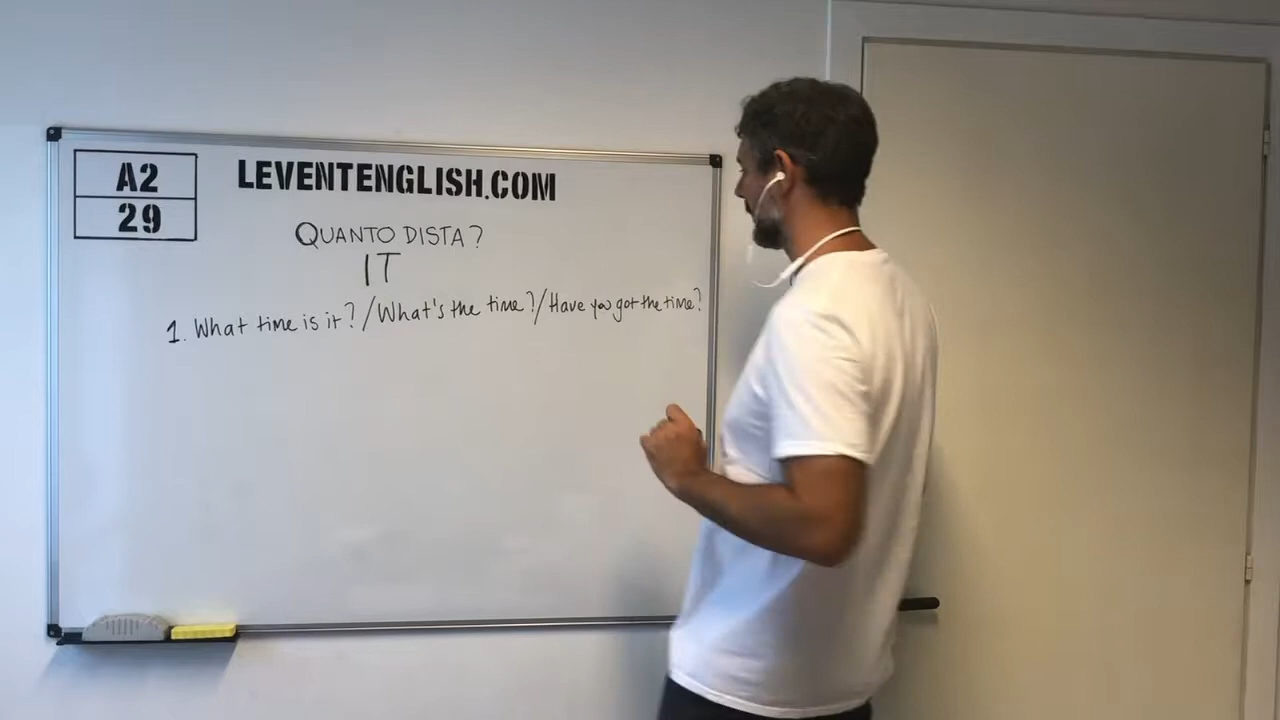 A2
29
LEVENTENGLISH.COM
QUANTO DISTA?
IT
1. What time is it?/What's the time?/Have you got the time?